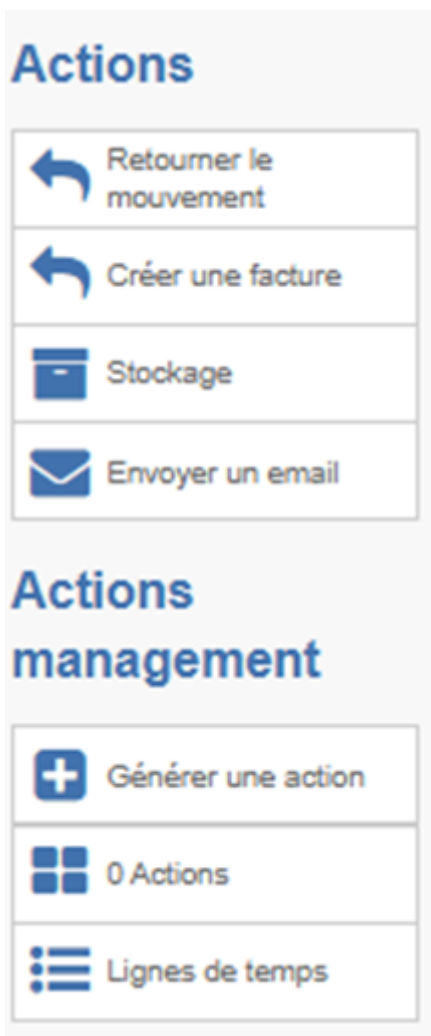 Actions
Retourner le
mouvement
Créer une facture
Stockage
Envoyer un email
Actions
management
Générer une action
0 Actions
Lignes de temps